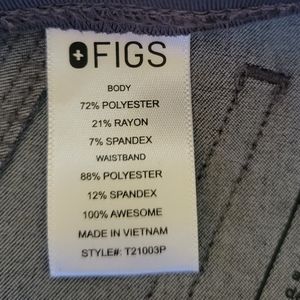 FIGS
BODY
72% POLYESTER
21% RAYON
7% SPANDEX
WAISTBAND
88% POLYESTER
12% SPANDEX
100% AWESOME
MADE IN VIETNAM
STYLE#: T21003P